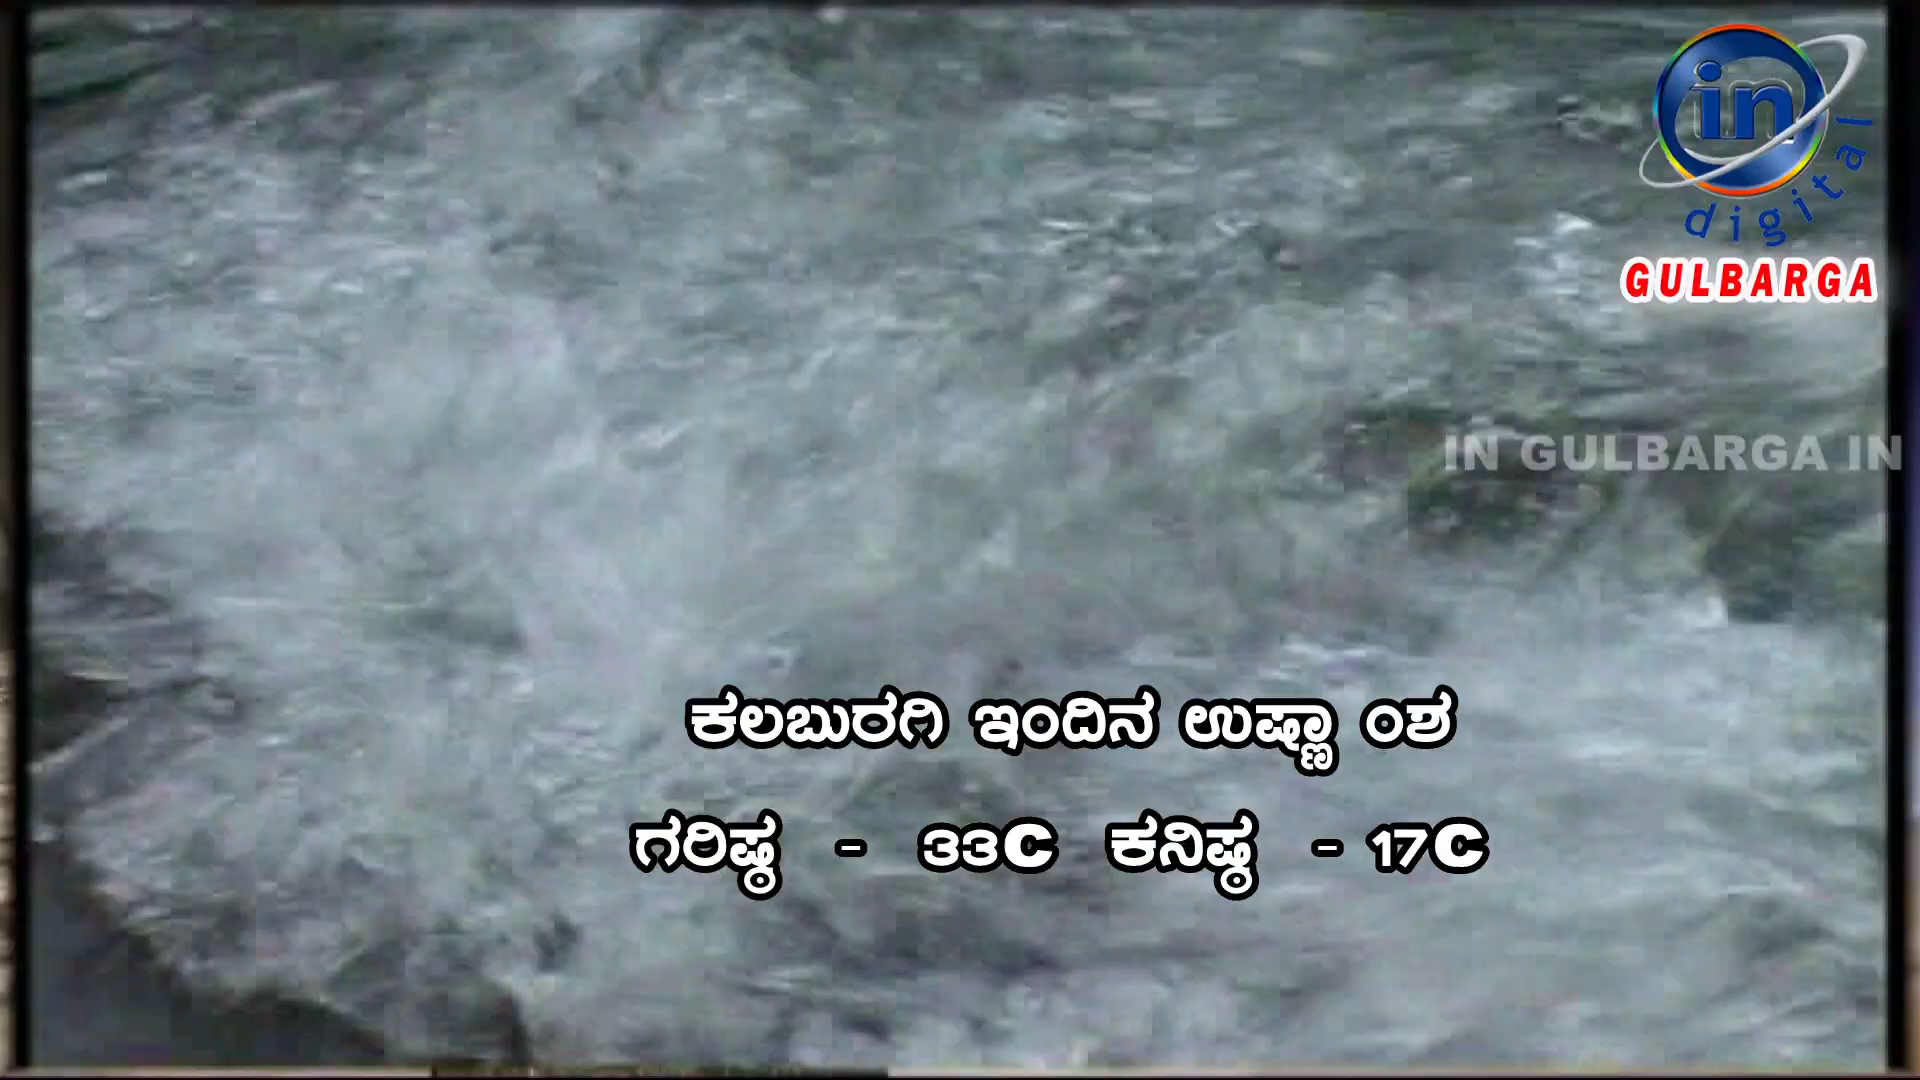 in
digital
GULBARGA
IN GULBARGA IN
ಕಲಬುರಗಿ ಇಂದಿನ ಉಷ್ಣಾ ಂಶ
ಗರಿಷ್ಠ - 33C ಕನಿಷ್ಠ - 17C